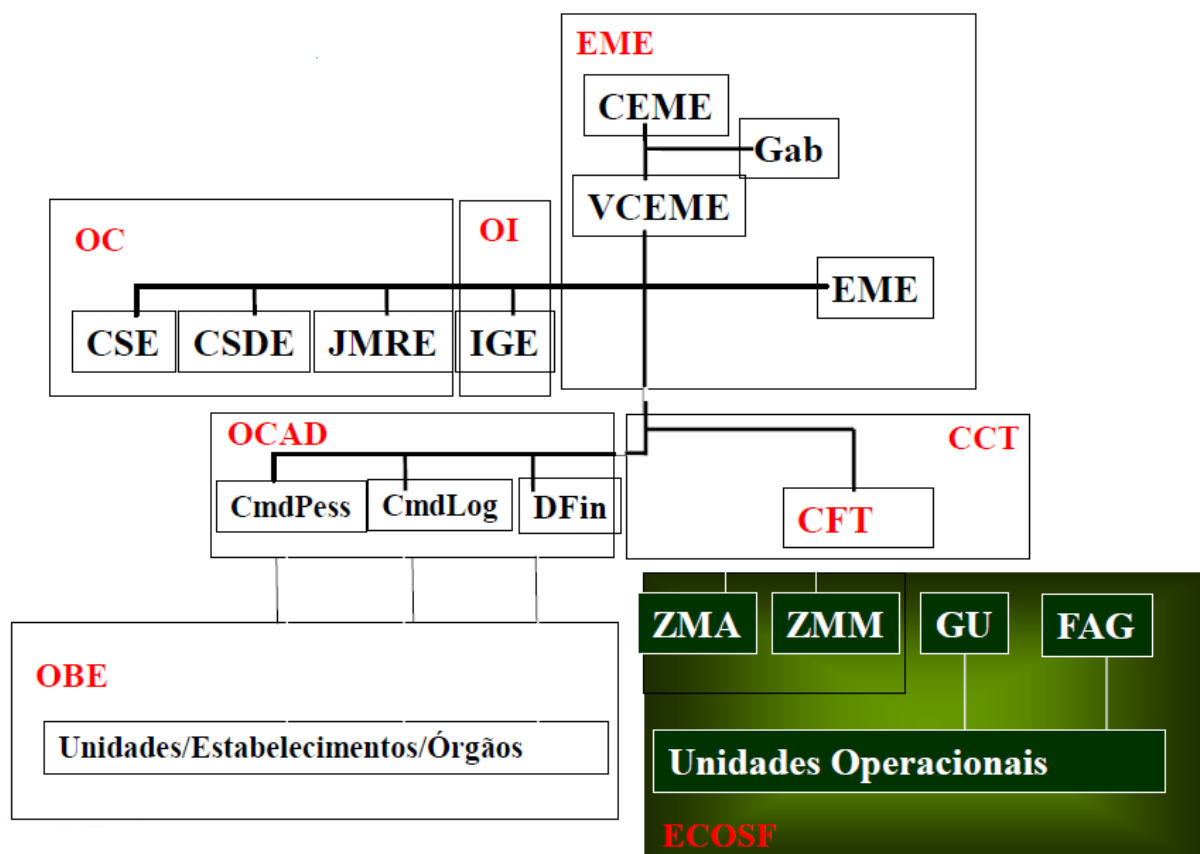 EME
CEME
Gab
VCEME
OC
OI
EME
CSE
CSDE
JMRE
IGE
OCAD
CCT
CmdPess
CmdLog
DFin
CFT
ZMA
ZMM
GU
FAG
OBE
Unidades/Estabelecimentos/Órgãos
Unidades Operacionais
ECOSF